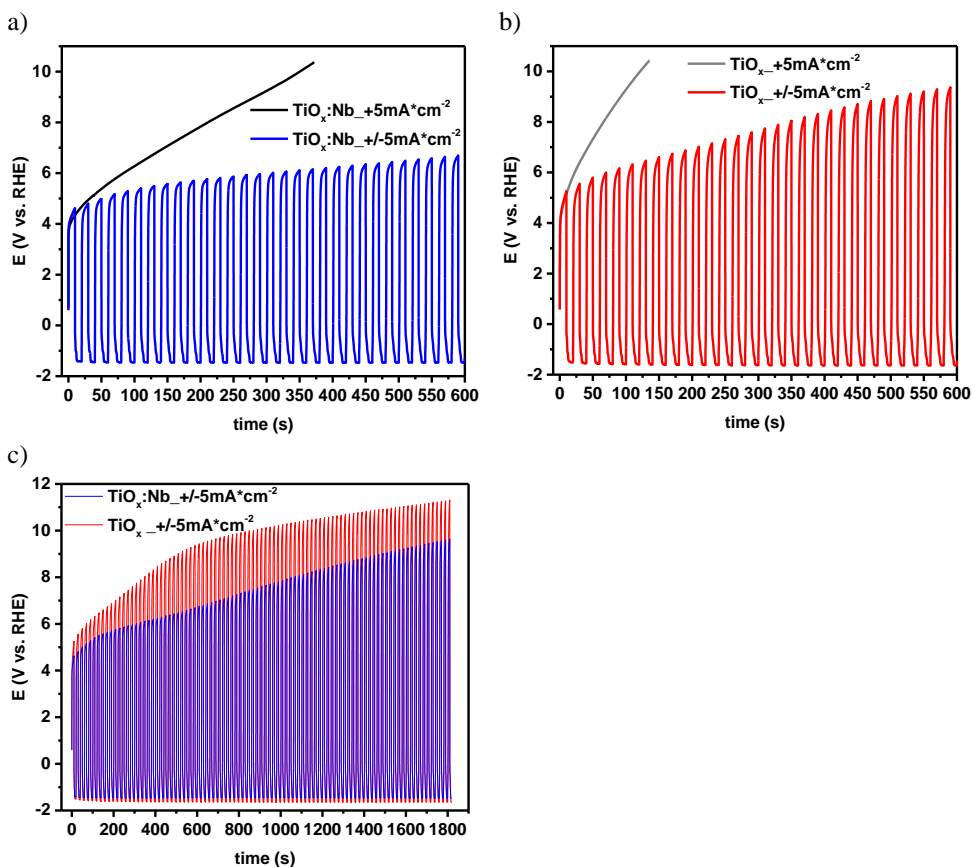 a)
b)
10
8
6
4
2
0
-2
E (V vs. RHE)
TiOₓ:Nb_+5mA*cm⁻²
TiOₓ:Nb_+/-5mA*cm⁻²
0 50 100 150 200 250 300 350 400 450 500 550 600
time (s)
10
8
6
4
2
0
-2
E (V vs. RHE)
TiOₓ_+5mA*cm⁻²
TiOₓ_+/-5mA*cm⁻²
0 50 100 150 200 250 300 350 400 450 500 550 600
time (s)
c)
12
10
8
6
4
2
0
-2
E (V vs. RHE)
TiOₓ:Nb_+/-5mA*cm⁻²
TiOₓ _+/-5mA*cm⁻²
0 200 400 600 800 1000 1200 1400 1600 1800
time (s)